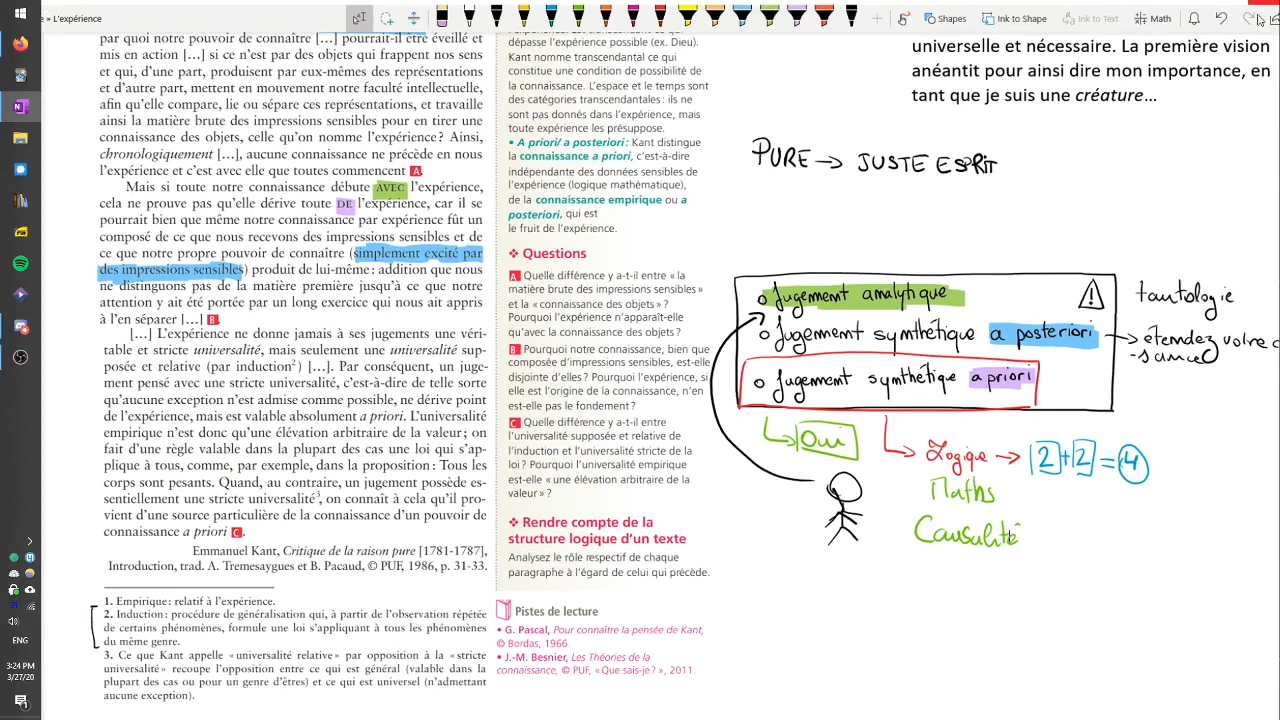 e » L'expérience
Shapes
Ink to Shape
Ink to Text
Math
par quoi notre pouvoir de connaître […] pourrait-il être éveillé et
mis en action […] si ce n'est par des objets qui frappent nos sens
et qui, d'une part, produisent par eux-mêmes des représentations
et d'autre part, mettent en mouvement notre faculté intellectuelle,
afin qu'elle compare, lie ou sépare ces représentations, et travaille
ainsi la matière brute des impressions sensibles pour en tirer une
connaissance des objets, celle qu'on nomme l'expérience? Ainsi,
chronologiquement […], aucune connaissance ne précède en nous
l'expérience et c'est avec elle que toutes commencent A.
Mais si toute notre connaissance débute AVEC l'expérience,
cela ne prouve pas qu'elle dérive toute DE l'expérience, car il se
pourrait bien que même notre connaissance par expérience fût un
composé de ce que nous recevons des impressions sensibles et de
ce que notre propre pouvoir de connaître (simplement excité par
des impressions sensibles) produit de lui-même : addition que nous
ne distinguons pas de la matière première jusqu'à ce que notre
attention y ait été portée par un long exercice qui nous ait appris
à l'en séparer […] B.
[…] L'expérience ne donne jamais à ses jugements une véri-
table et stricte universalité, mais seulement une universalité sup-
posée et relative (par induction²) […]. Par conséquent, un juge-
ment pensé avec une stricte universalité, c'est-à-dire de telle sorte
qu'aucune exception n'est admise comme possible, ne dérive point
de l'expérience, mais est valable absolument a priori. L'universalité
empirique n'est donc qu'une élévation arbitraire de la valeur; on
fait d'une règle valable dans la plupart des cas une loi qui s'ap-
plique à tous, comme, par exemple, dans la proposition : Tous les
corps sont pesants. Quand, au contraire, un jugement possède es-
sentiellement une stricte universalité³, on connaît à cela qu'il pro-
vient d'une source particulière de la connaissance d'un pouvoir de
connaissance a priori C.
Emmanuel Kant, Critique de la raison pure [1781-1787],
Introduction, trad. A. Tremesaygues et B. Pacaud, © PUF, 1986, p. 31-33.
1. Empirique : relatif à l'expérience.
2. Induction : procédure de généralisation qui, à partir de l'observation répétée
de certains phénomènes, formule une loi s'appliquant à tous les phénomènes
du même genre.
3. Ce que Kant appelle « universalité relative » par opposition à la « stricte
universalité » recoupe l'opposition entre ce qui est général (valable dans la
plupart des cas ou pour un genre d'êtres) et ce qui est universel (n'admettant
aucune exception).
dépasse l'expérience possible (ex. Dieu).
Kant nomme transcendantal ce qui
constitue une condition de possibilité de
la connaissance. L'espace et le temps sont
des catégories transcendantales : ils ne
sont pas donnés dans l'expérience, mais
toute expérience les présuppose.
• A priori/ a posteriori : Kant distingue
la connaissance a priori, c'est-à-dire
indépendante des données sensibles de
l'expérience (logique mathématique),
de la connaissance empirique ou a
posteriori, qui est
le fruit de l'expérience.
❖ Questions
A Quelle différence y a-t-il entre « la
matière brute des impressions sensibles »
et la « connaissance des objets » ?
Pourquoi l'expérience n'apparaît-elle
qu'avec la connaissance des objets ?
B Pourquoi notre connaissance, bien que
composée d'impressions sensibles, est-elle
disjointe d'elles ? Pourquoi l'expérience, si
elle est l'origine de la connaissance, n'en
est-elle pas le fondement ?
C Quelle différence y a-t-il entre
l'universalité supposée et relative de
l'induction et l'universalité stricte de la
loi ? Pourquoi l'universalité empirique
est-elle « une élévation arbitraire de la
valeur » ?
❖ Rendre compte de la
structure logique d'un texte
Analysez le rôle respectif de chaque
paragraphe à l'égard de celui qui précède.
Pistes de lecture
• G. Pascal, Pour connaître la pensée de Kant,
© Bordas, 1966.
• J.-M. Besnier, Les Théories de la
connaissance, © PUF, « Que sais-je ? », 2011.
universelle et nécessaire. La première vision
anéantit pour ainsi dire mon importance, en
tant que je suis une créature…
PURE → JUSTE ESPRIT
Jugement analytique
tautologie
Jugement synthétique a posteriori
→ étendez votre c
-sance
Jugement synthétique a priori
Oui
Logique → 2+2=4
Maths
Causalité
ENG
3:24 PM
3/27/20